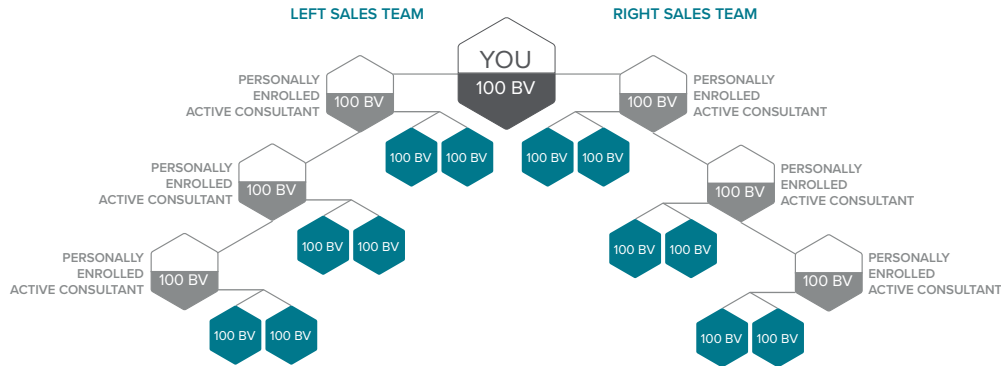 LEFT SALES TEAM
RIGHT SALES TEAM
YOU
100 BV
PERSONALLY
ENROLLED
ACTIVE CONSULTANT
100 BV
100 BV
PERSONALLY
ENROLLED
ACTIVE CONSULTANT
100 BV
100 BV
100 BV
100 BV
PERSONALLY
ENROLLED
ACTIVE CONSULTANT
100 BV
100 BV
PERSONALLY
ENROLLED
ACTIVE CONSULTANT
100 BV
100 BV
100 BV
100 BV
PERSONALLY
ENROLLED
ACTIVE CONSULTANT
100 BV
100 BV
PERSONALLY
ENROLLED
ACTIVE CONSULTANT
100 BV
100 BV
100 BV
100 BV